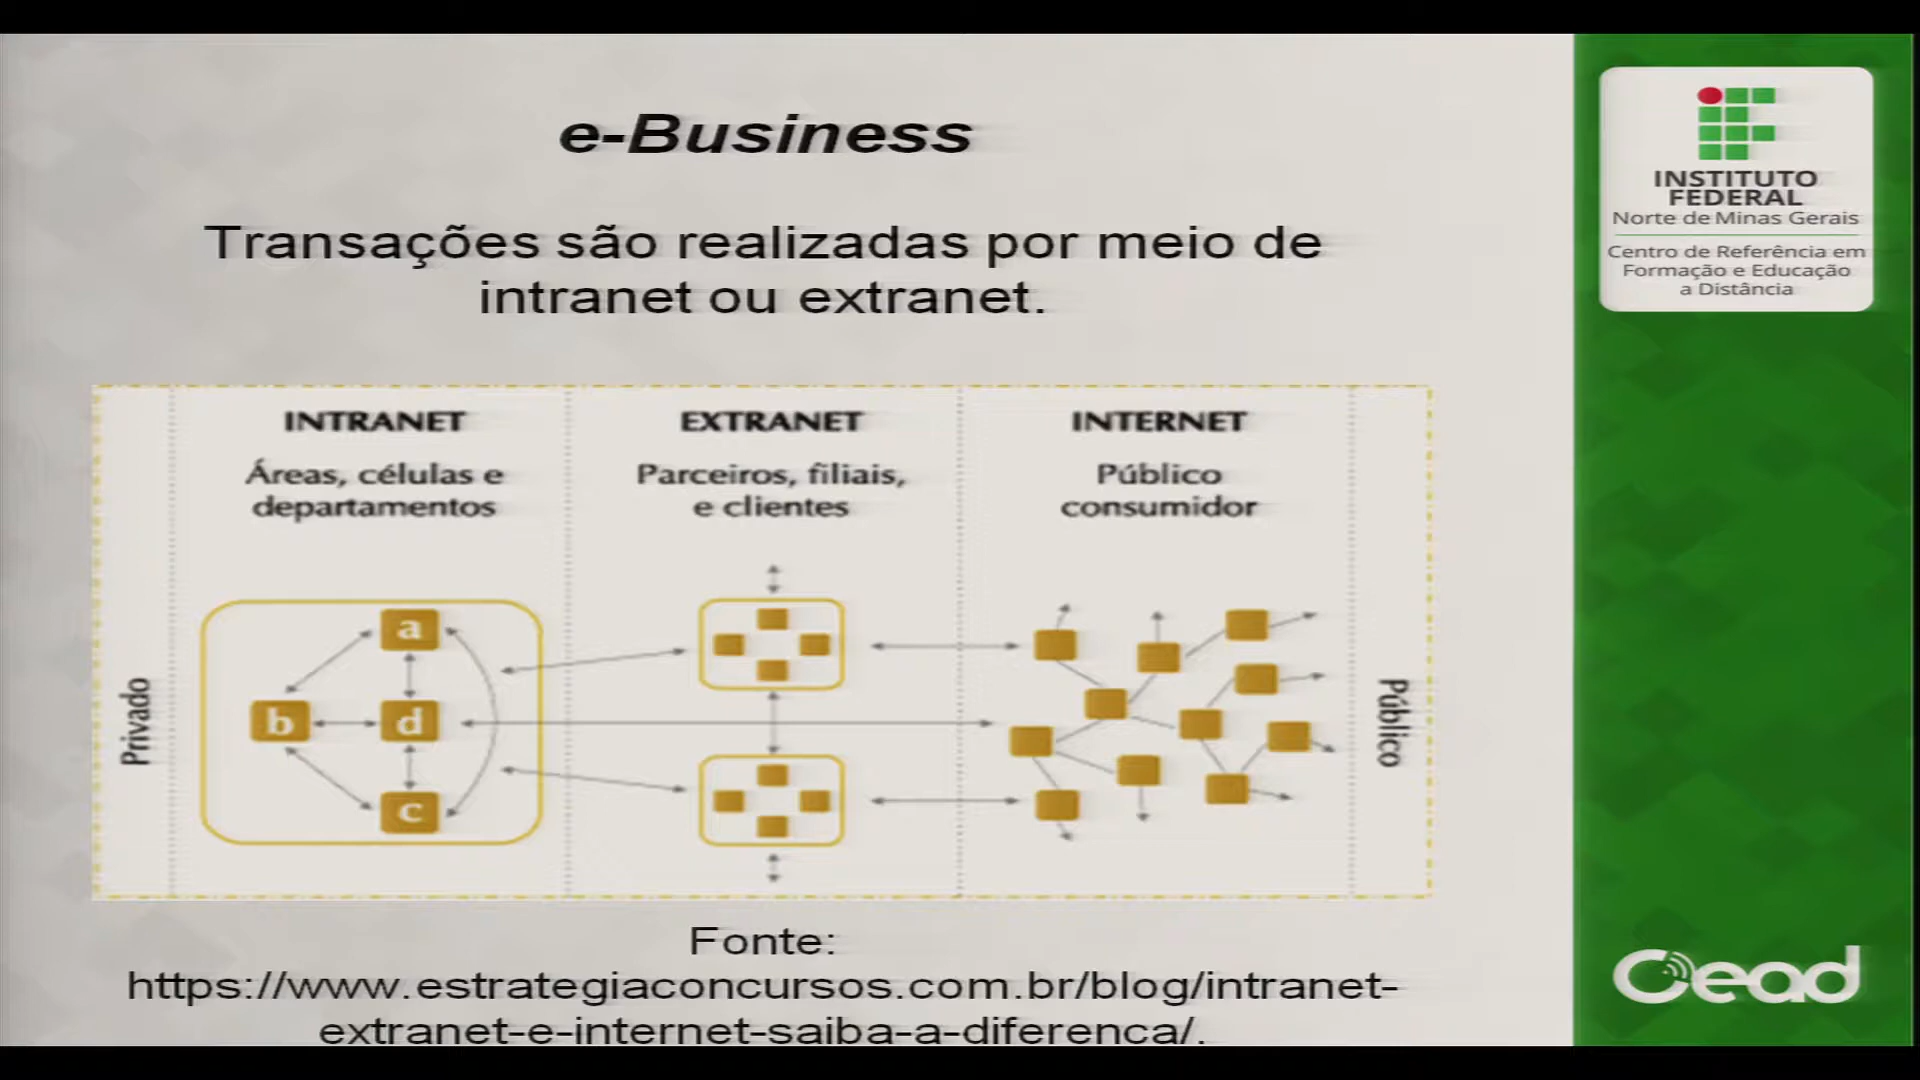 e-Business
Transações são realizadas por meio de
intranet ou extranet.
INTRANET
Áreas, células e
departamentos
EXTRANET
Parceiros, filiais,
e clientes
INTERNET
Público
consumidor
Privado
a
b
d
c
Público
Fonte:
https://www.estrategiaconcursos.com.br/blog/intranet-
extranet-e-internet-saiba-a-diferenca/.
INSTITUTO
FEDERAL
Norte de Minas Gerais
Centro de Referência em
Formação e Educação
a Distância
Cead